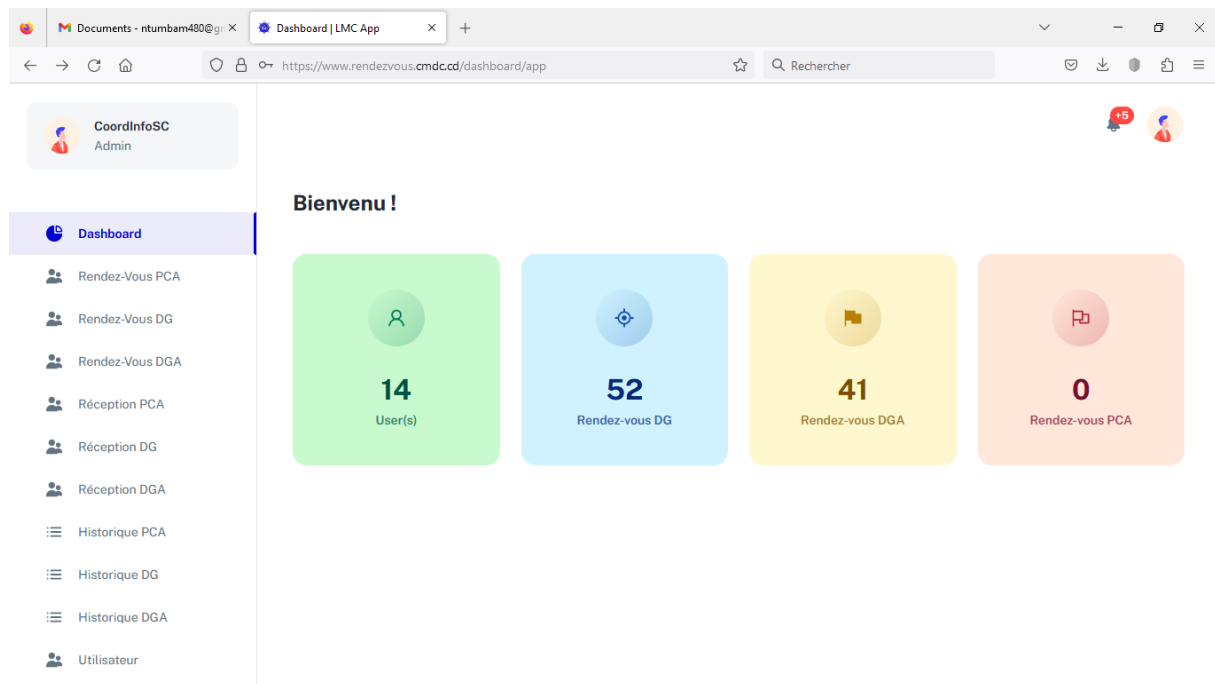 Documents - ntumbam480@gn
Dashboard | LMC App
https://www.rendezvous.cmdc.cd/dashboard/app
Rechercher
CoordInfoSC
Admin
+5
Bienvenu !
Dashboard
Rendez-Vous PCA
Rendez-Vous DG
Rendez-Vous DGA
Réception PCA
Réception DG
Réception DGA
Historique PCA
Historique DG
Historique DGA
Utilisateur
14
User(s)
52
Rendez-vous DG
41
Rendez-vous DGA
0
Rendez-vous PCA